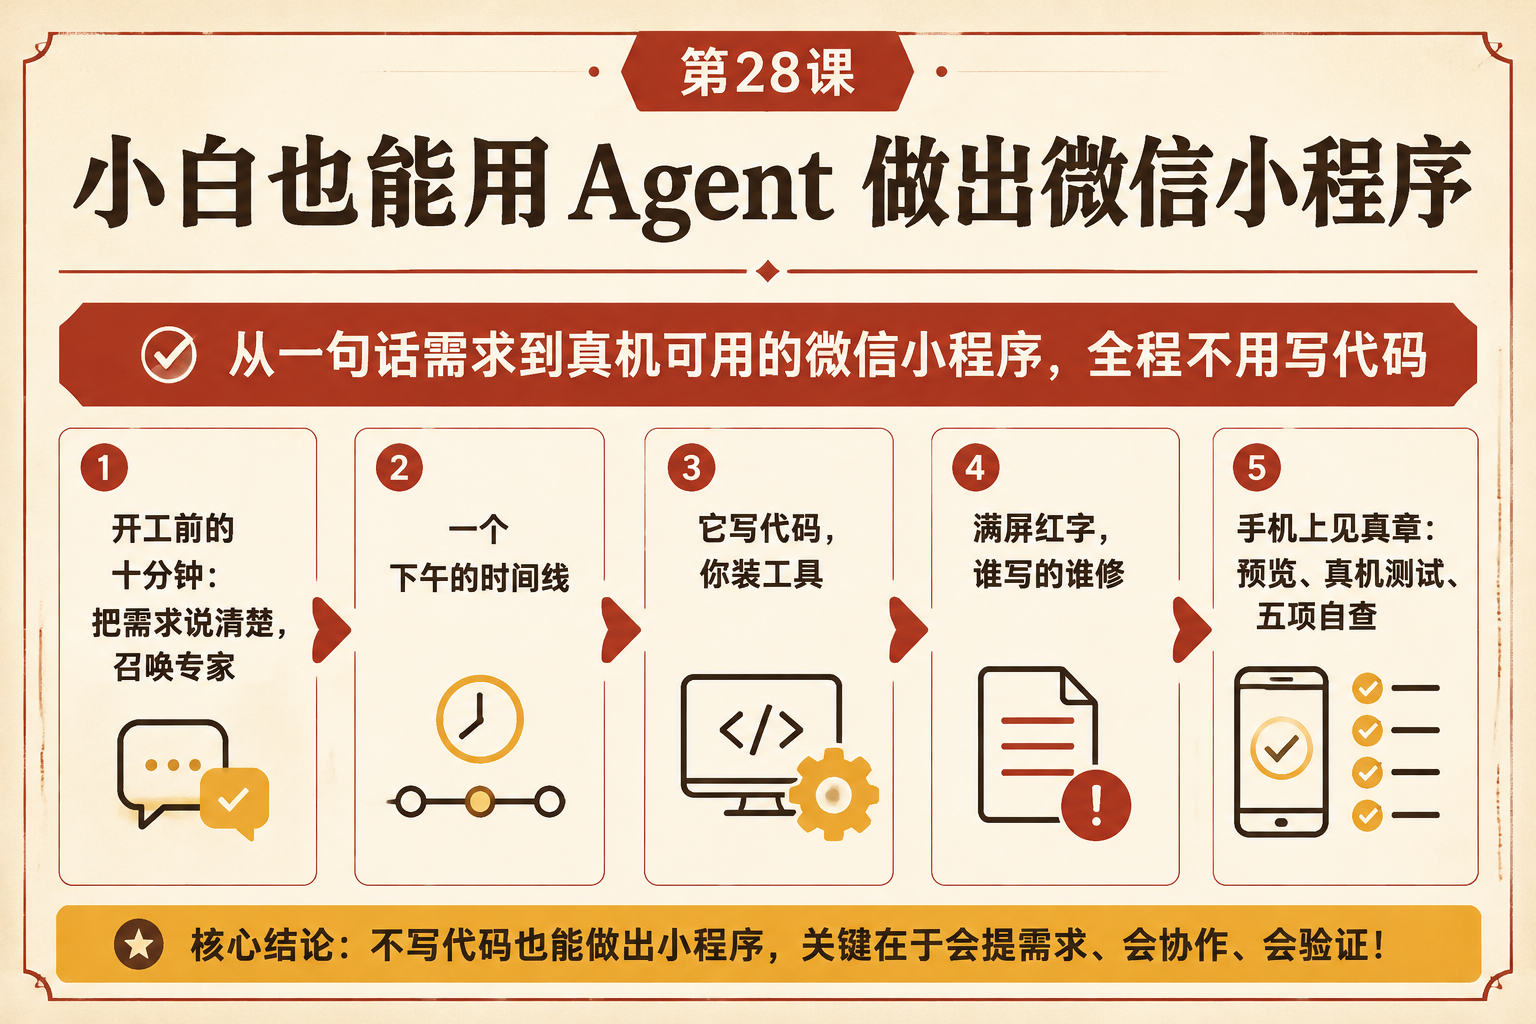 第28课
小白也能用 Agent 做出微信小程序
从一句话需求到真机可用的微信小程序，全程不用写代码
1
开工前的
十分钟：
把需求说清楚，
召唤专家
2
一个
下午的时间线
3
它写代码，
你装工具
</>
4
满屏红字，
谁写的谁修
!
5
手机上见真章：
预览、真机测试、
五项自查
核心结论：不写代码也能做出小程序，关键在于会提需求、会协作、会验证！